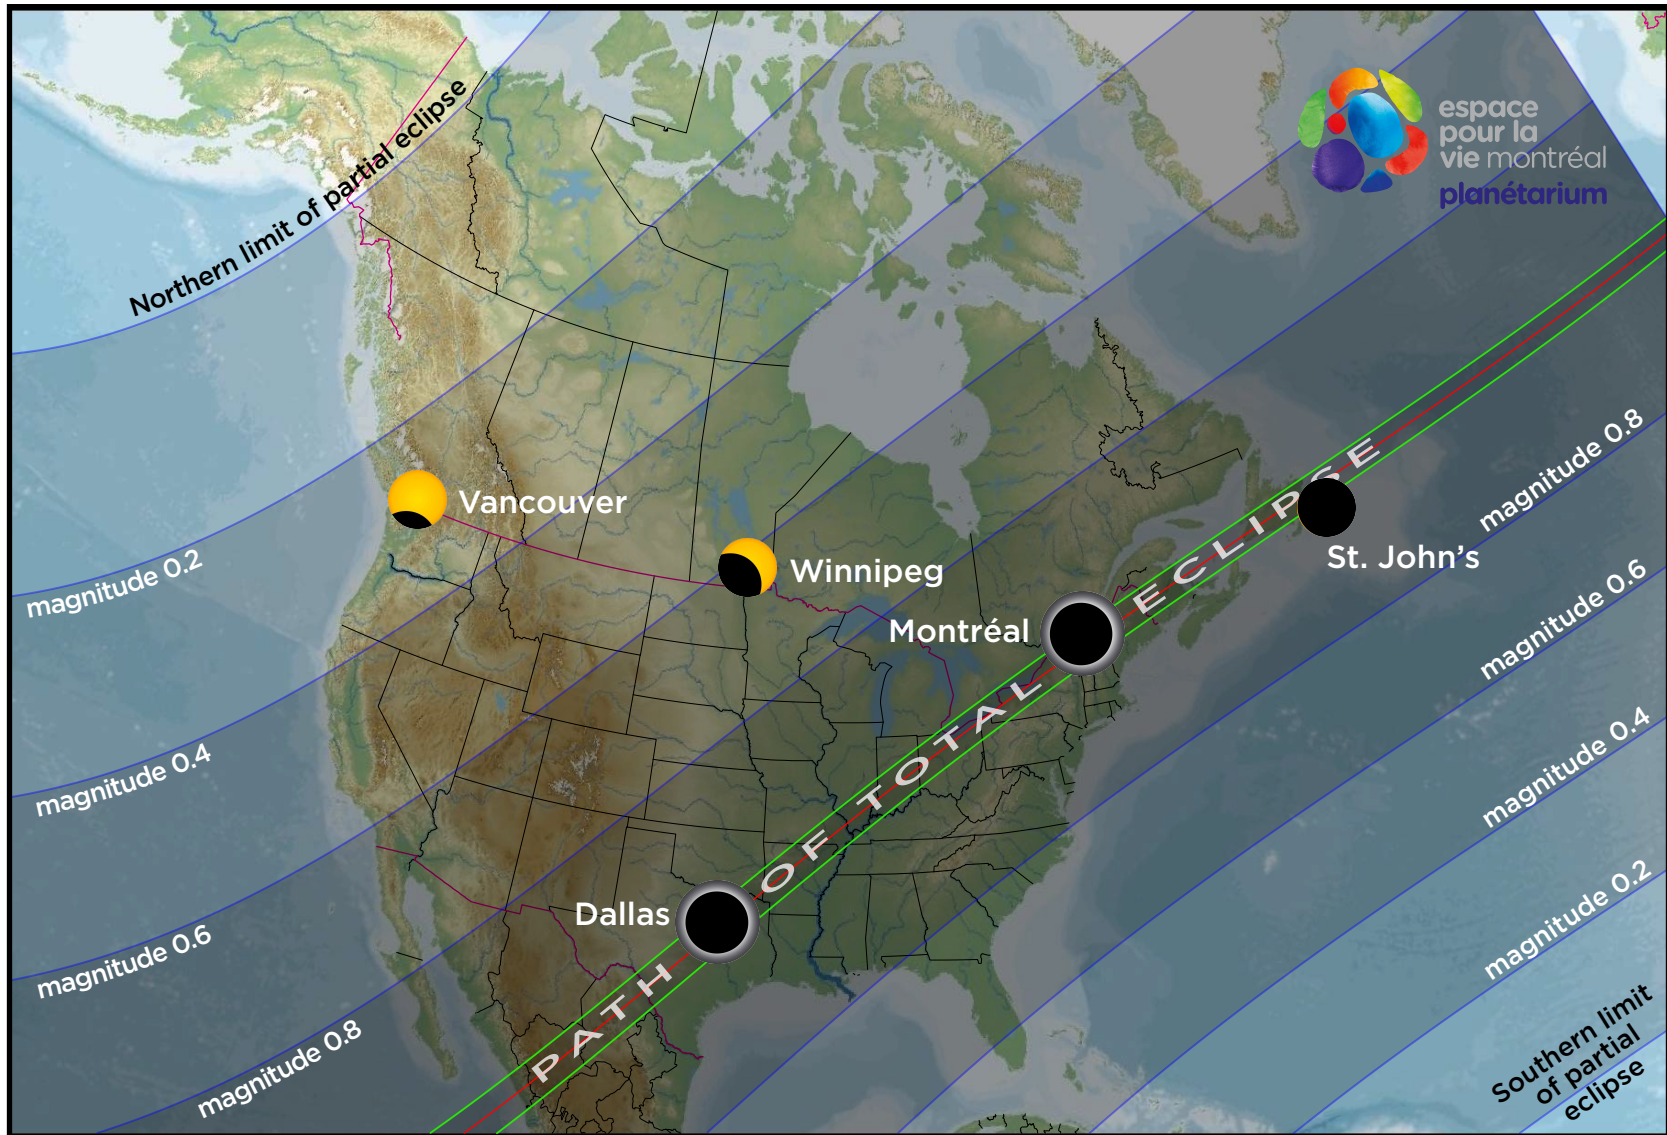 Northern limit of partial eclipse
espace
pour la
vie montréal
planétarium
Vancouver
Winnipeg
Montréal
St. John's
Dallas
PATH OF TOTAL ECLIPSE
magnitude 0.2
magnitude 0.4
magnitude 0.6
magnitude 0.8
magnitude 0.8
magnitude 0.6
magnitude 0.4
magnitude 0.2
Southern limit
of partial
eclipse